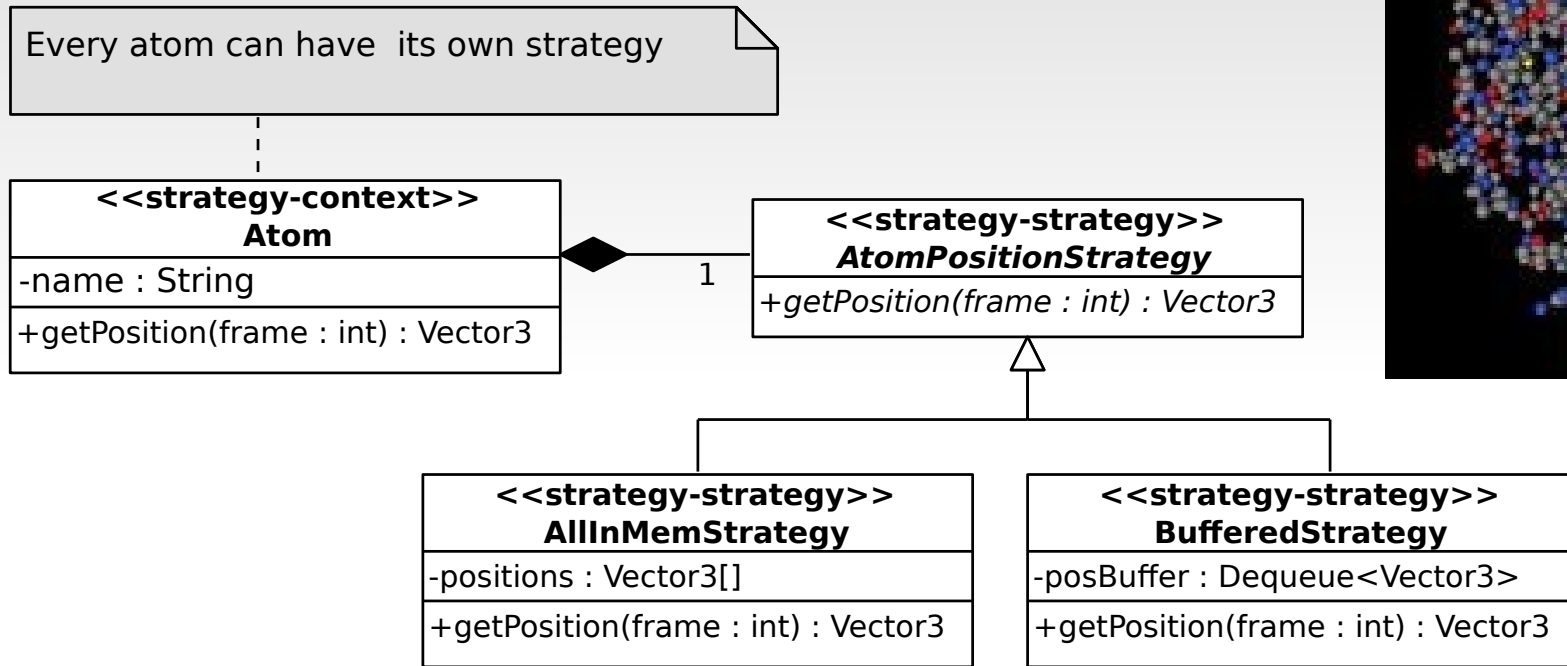 Every atom can have  its own strategy
<<strategy-context>>
Atom
-name : String
+getPosition(frame : int) : Vector3
1
<<strategy-strategy>>
AtomPositionStrategy
+getPosition(frame : int) : Vector3
<<strategy-strategy>>
AllInMemStrategy
-positions : Vector3[]
+getPosition(frame : int) : Vector3
<<strategy-strategy>>
BufferedStrategy
-posBuffer : Dequeue<Vector3>
+getPosition(frame : int) : Vector3